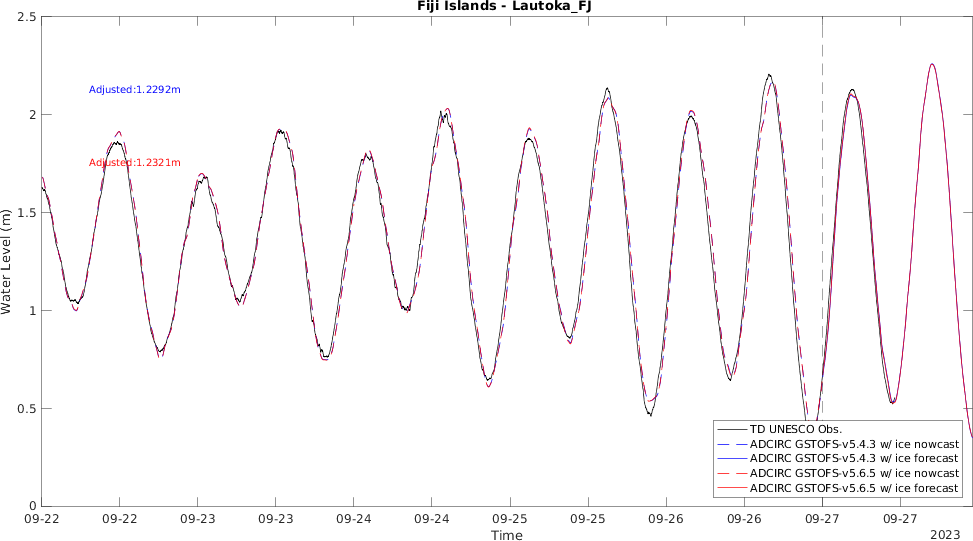 Fiji Islands - Lautoka_FJ
2.5
Adjusted:1.2292m
2
Adjusted:1.2321m
1.5
Water Level (m)
1
0.5
TD UNESCO Obs.
ADCIRC GSTOFS-v5.4.3 w/ ice nowcast
ADCIRC GSTOFS-v5.4.3 w/ ice forecast
ADCIRC GSTOFS-v5.6.5 w/ ice nowcast
ADCIRC GSTOFS-v5.6.5 w/ ice forecast
0
09-22 09-22 09-23 09-23 09-24 09-24 09-25 09-25 09-26 09-26 09-27 09-27
Time
2023